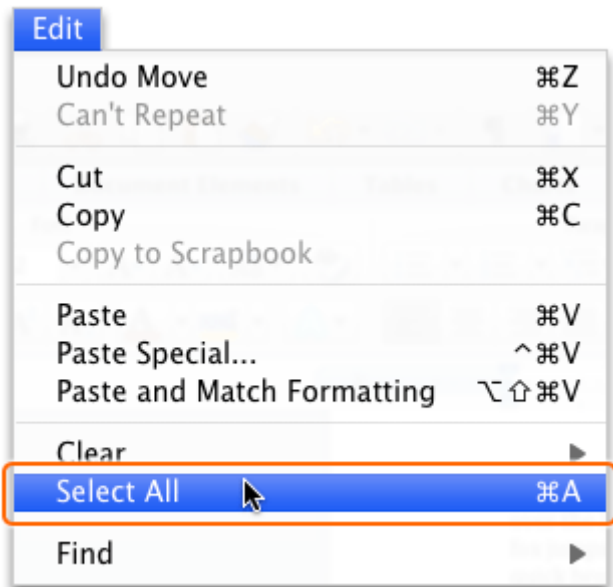 Edit
Undo Move ⌘Z
Can't Repeat ⌘Y
Cut ⌘X
Copy ⌘C
Copy to Scrapbook
Paste ⌘V
Paste Special... ^⌘V
Paste and Match Formatting ⌥⇧⌘V
Clear
Select All ⌘A
Find